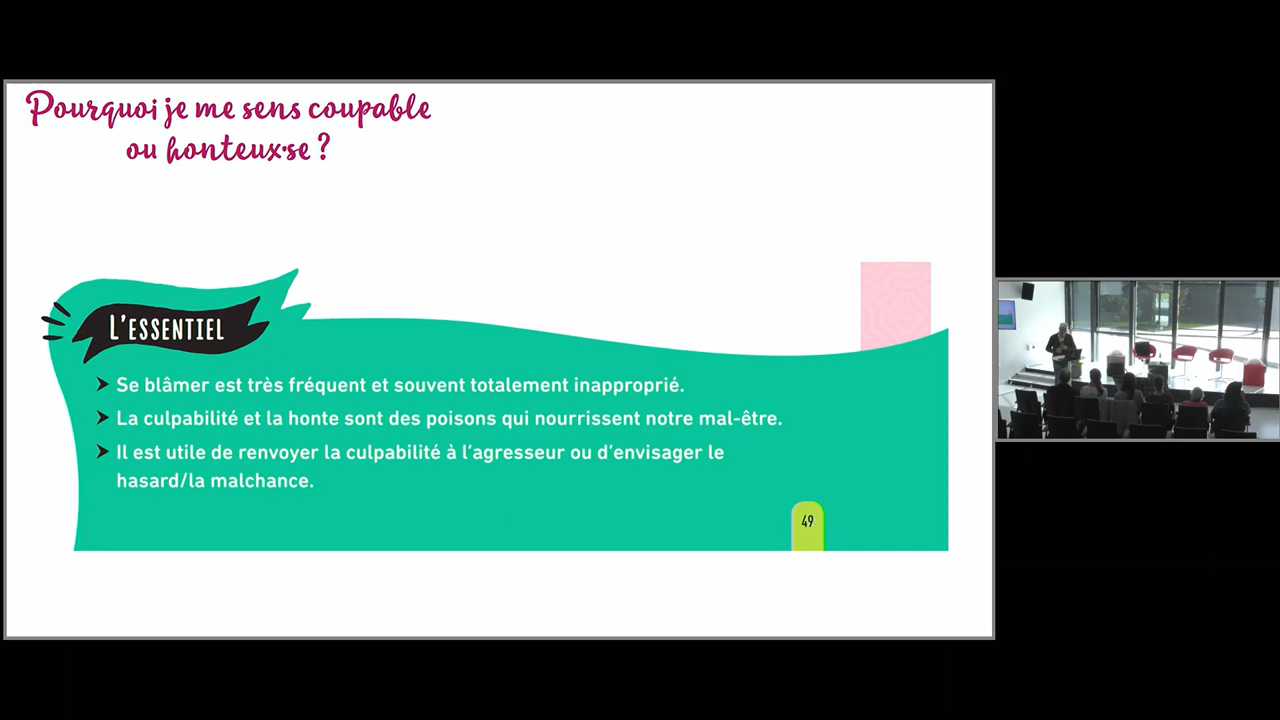 Pourquoi je me sens coupable
ou honteux·se ?
L'ESSENTIEL
➤ Se blâmer est très fréquent et souvent totalement inapproprié.
➤ La culpabilité et la honte sont des poisons qui nourrissent notre mal-être.
➤ Il est utile de renvoyer la culpabilité à l'agresseur ou d'envisager le
hasard/la malchance.
49